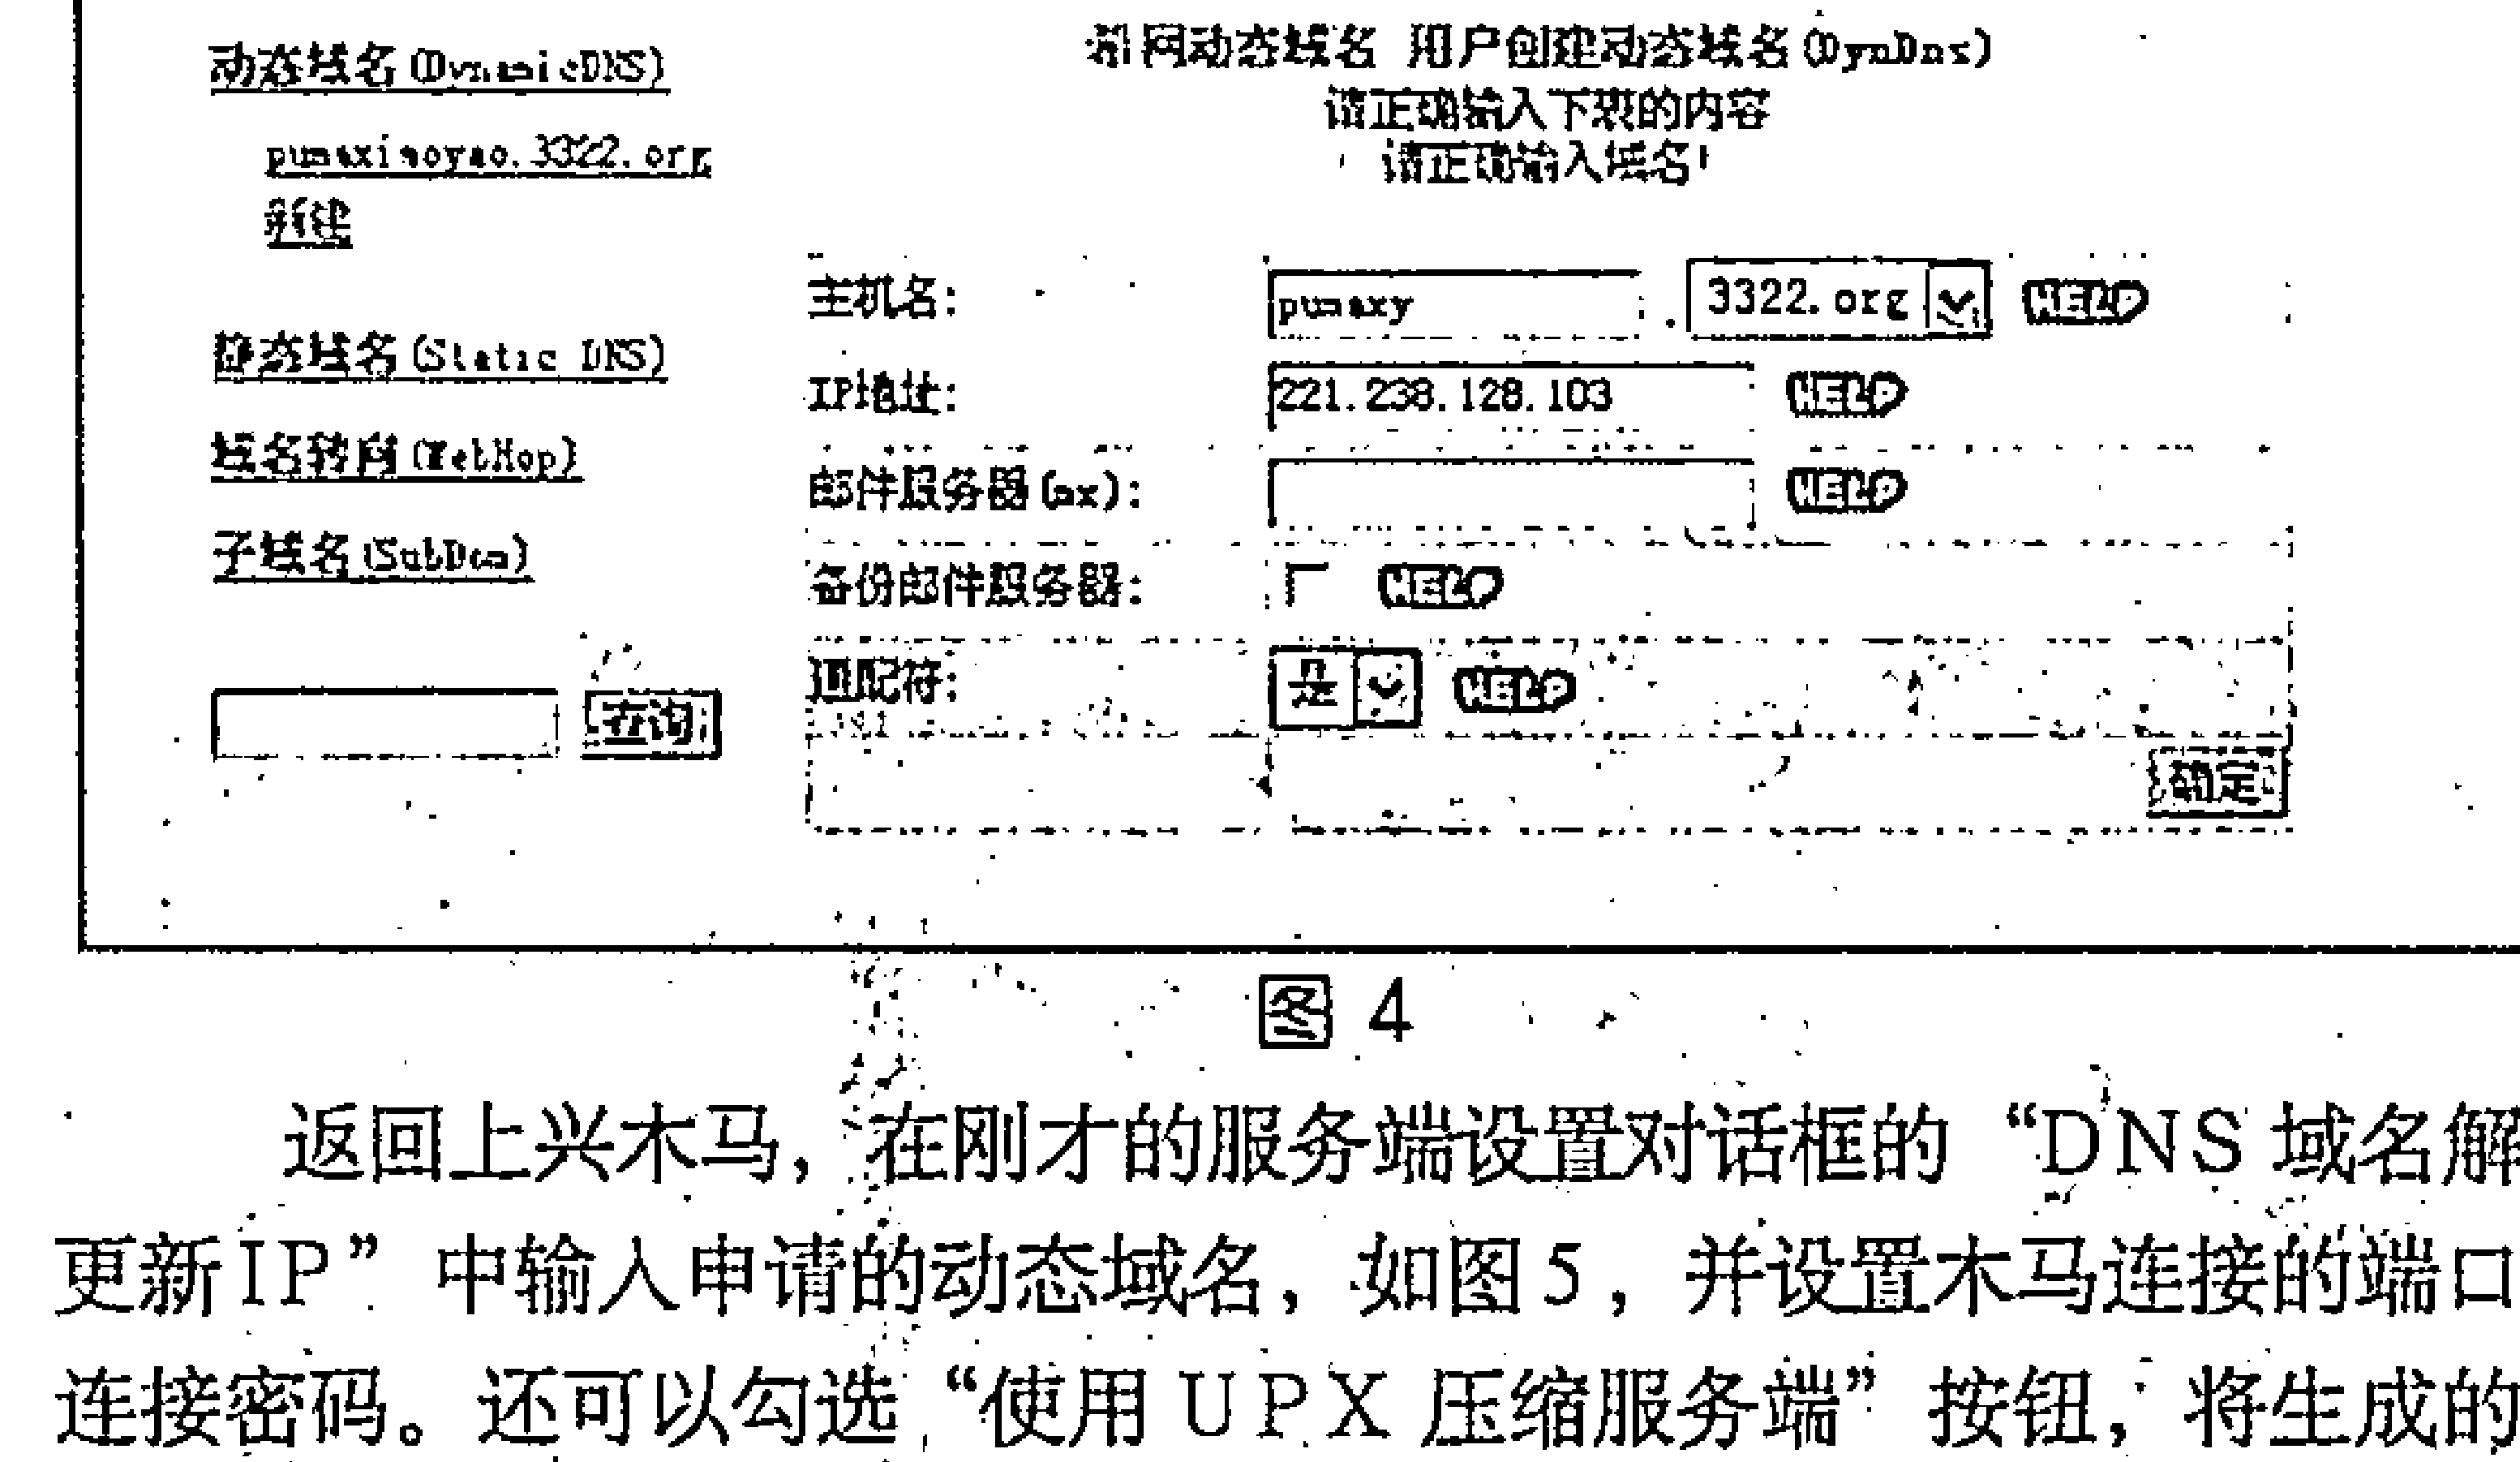 动态域名(DynamicDNS)
pumaxiaoyao.3322.org
新建
静态域名(Static DNS)
域名转向(WebHop)
子域名(SubDom)
查询
希网动态域名 用户创建动态域名(DynDns)
请正确输入下表的内容
请正确输入域名!
主机名: pumaxy . 3322.org HELP
IP地址: 221.238.128.103 HELP
邮件服务器(mx): HELP
备份邮件服务器: HELP
通配符: 是 HELP
确定
图 4
返回上兴木马，在刚才的服务端设置对话框的“DNS域名解
更新IP”中输入申请的动态域名，如图5，并设置木马连接的端口
连接密码。还可以勾选“使用UPX压缩服务端”按钮，将生成的